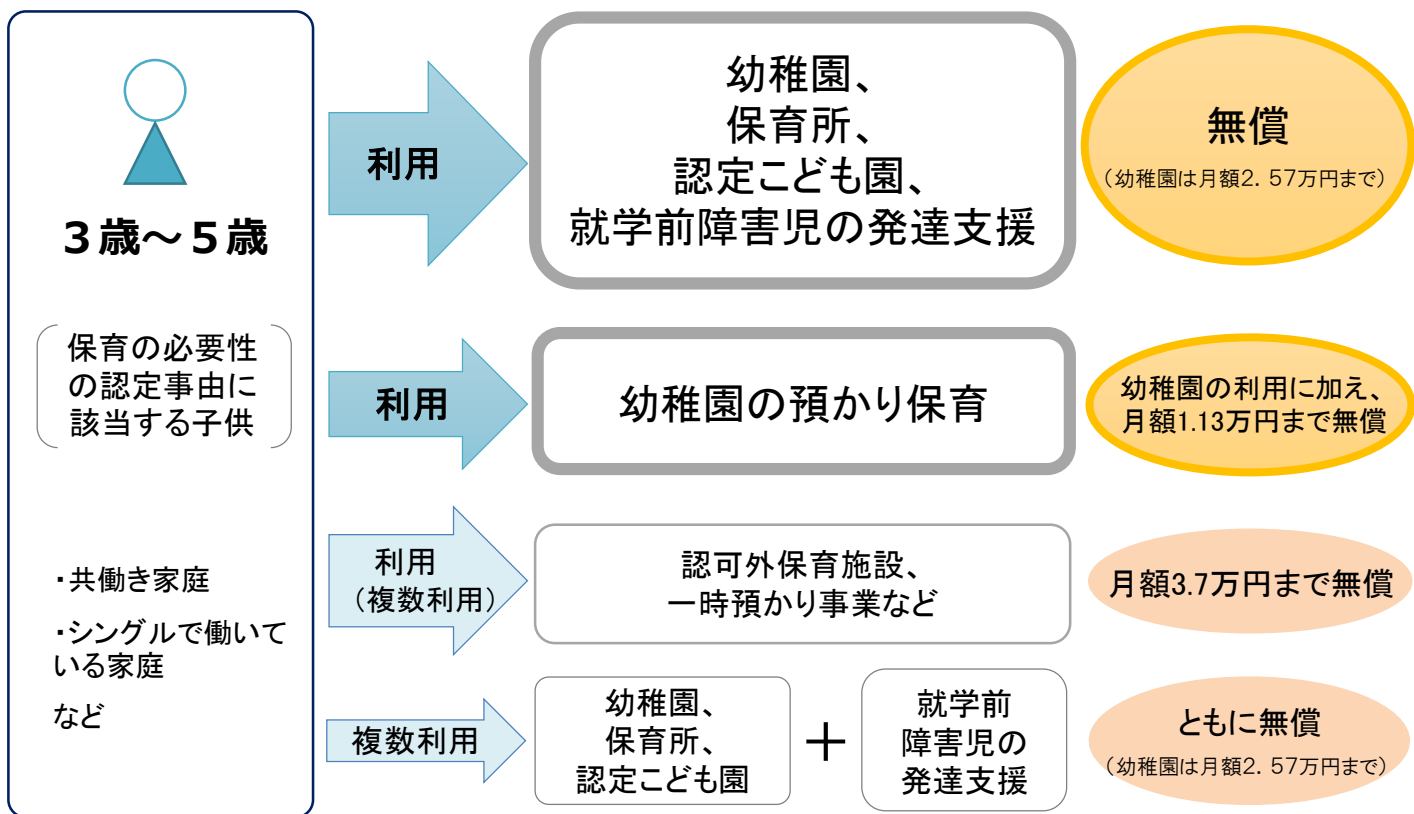 ３歳～５歳
保育の必要性
の認定事由に
該当する子供
・共働き家庭
・シングルで働いて
いる家庭
など
利用
幼稚園、
保育所、
認定こども園、
就学前障害児の発達支援
無償
（幼稚園は月額２．５７万円まで）
利用
幼稚園の預かり保育
幼稚園の利用に加え、
月額1.13万円まで無償
利用
（複数利用）
認可外保育施設、
一時預かり事業など
月額3.7万円まで無償
複数利用
幼稚園、
保育所、
認定こども園
＋
就学前
障害児の
発達支援
ともに無償
（幼稚園は月額２．５７万円まで）